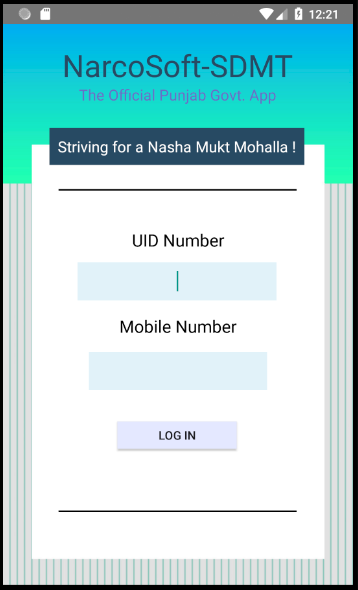 12:21
NarcoSoft-SDMT
The Official Punjab Govt. App
Striving for a Nasha Mukt Mohalla !
UID Number
Mobile Number
LOG IN